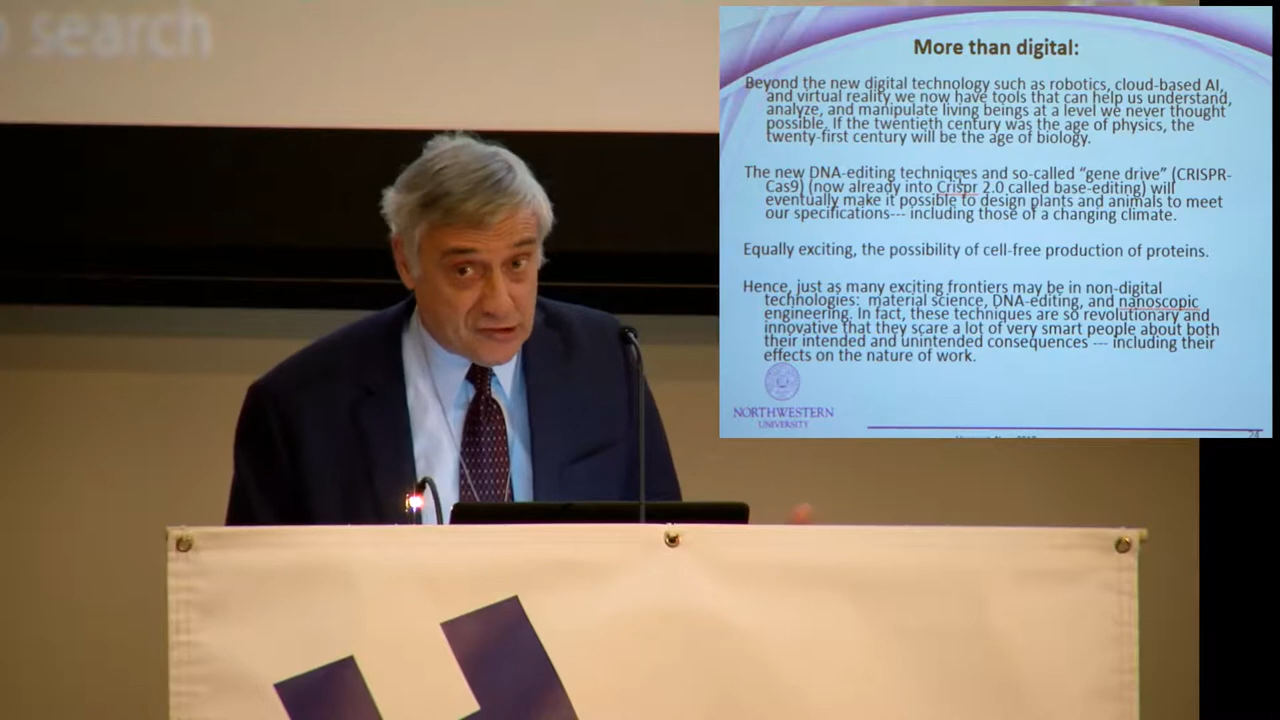 search
More than digital:
Beyond the new digital technology such as robotics, cloud-based AI,
and virtual reality we now have tools that can help us understand,
analyze, and manipulate living beings at a level we never thought
possible. If the twentieth century was the age of physics, the
twenty-first century will be the age of biology.
The new DNA-editing techniques and so-called “gene drive” (CRISPR-
Cas9) (now already into Crispr 2.0 called base-editing) will
eventually make it possible to design plants and animals to meet
our specifications--- including those of a changing climate.
Equally exciting, the possibility of cell-free production of proteins.
Hence, just as many exciting frontiers may be in non-digital
technologies: material science, DNA-editing, and nanoscopic
engineering. In fact, these techniques are so revolutionary and
innovative that they scare a lot of very smart people about both
their intended and unintended consequences --- including their
effects on the nature of work.
NORTHWESTERN
UNIVERSITY